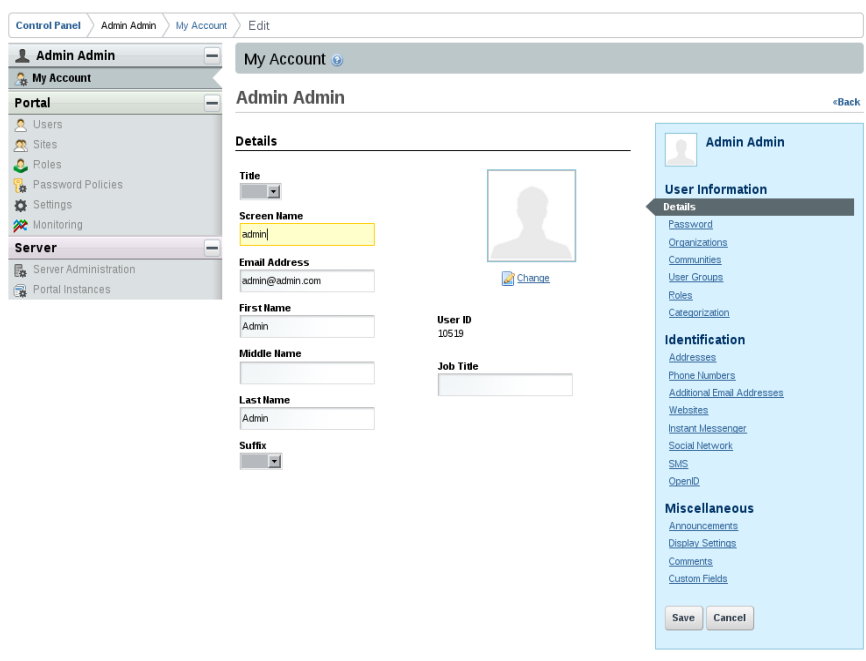 Control Panel Admin Admin My Account Edit
Admin Admin
My Account
Portal
Users
Sites
Roles
Password Policies
Settings
Monitoring
Server
Server Administration
Portal Instances
My Account
Admin Admin
«Back
Details
Title
Screen Name
admin
Email Address
admin@admin.com
First Name
Admin
Middle Name
Last Name
Admin
Suffix
Change
User ID
10519
Job Title
Admin Admin
User Information
Details
Password
Organizations
Communities
User Groups
Roles
Categorization
Identification
Addresses
Phone Numbers
Additional Email Addresses
Websites
Instant Messenger
Social Network
SMS
OpenID
Miscellaneous
Announcements
Display Settings
Comments
Custom Fields
Save Cancel